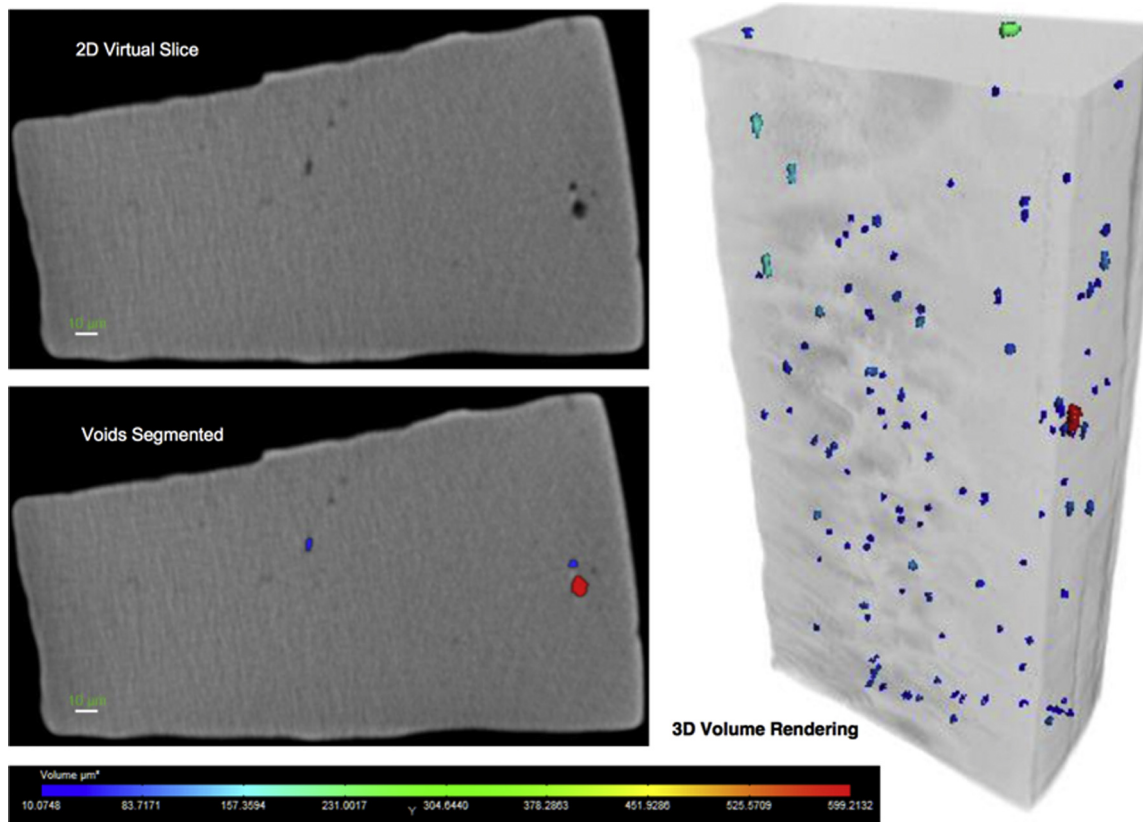 2D Virtual Slice
10 µm
Voids Segmented
10 µm
3D Volume Rendering
Volume µm³
10.0748 83.7171 157.3594 231.0017 304.6440 378.2863 451.9286 525.5709 599.2132
Y